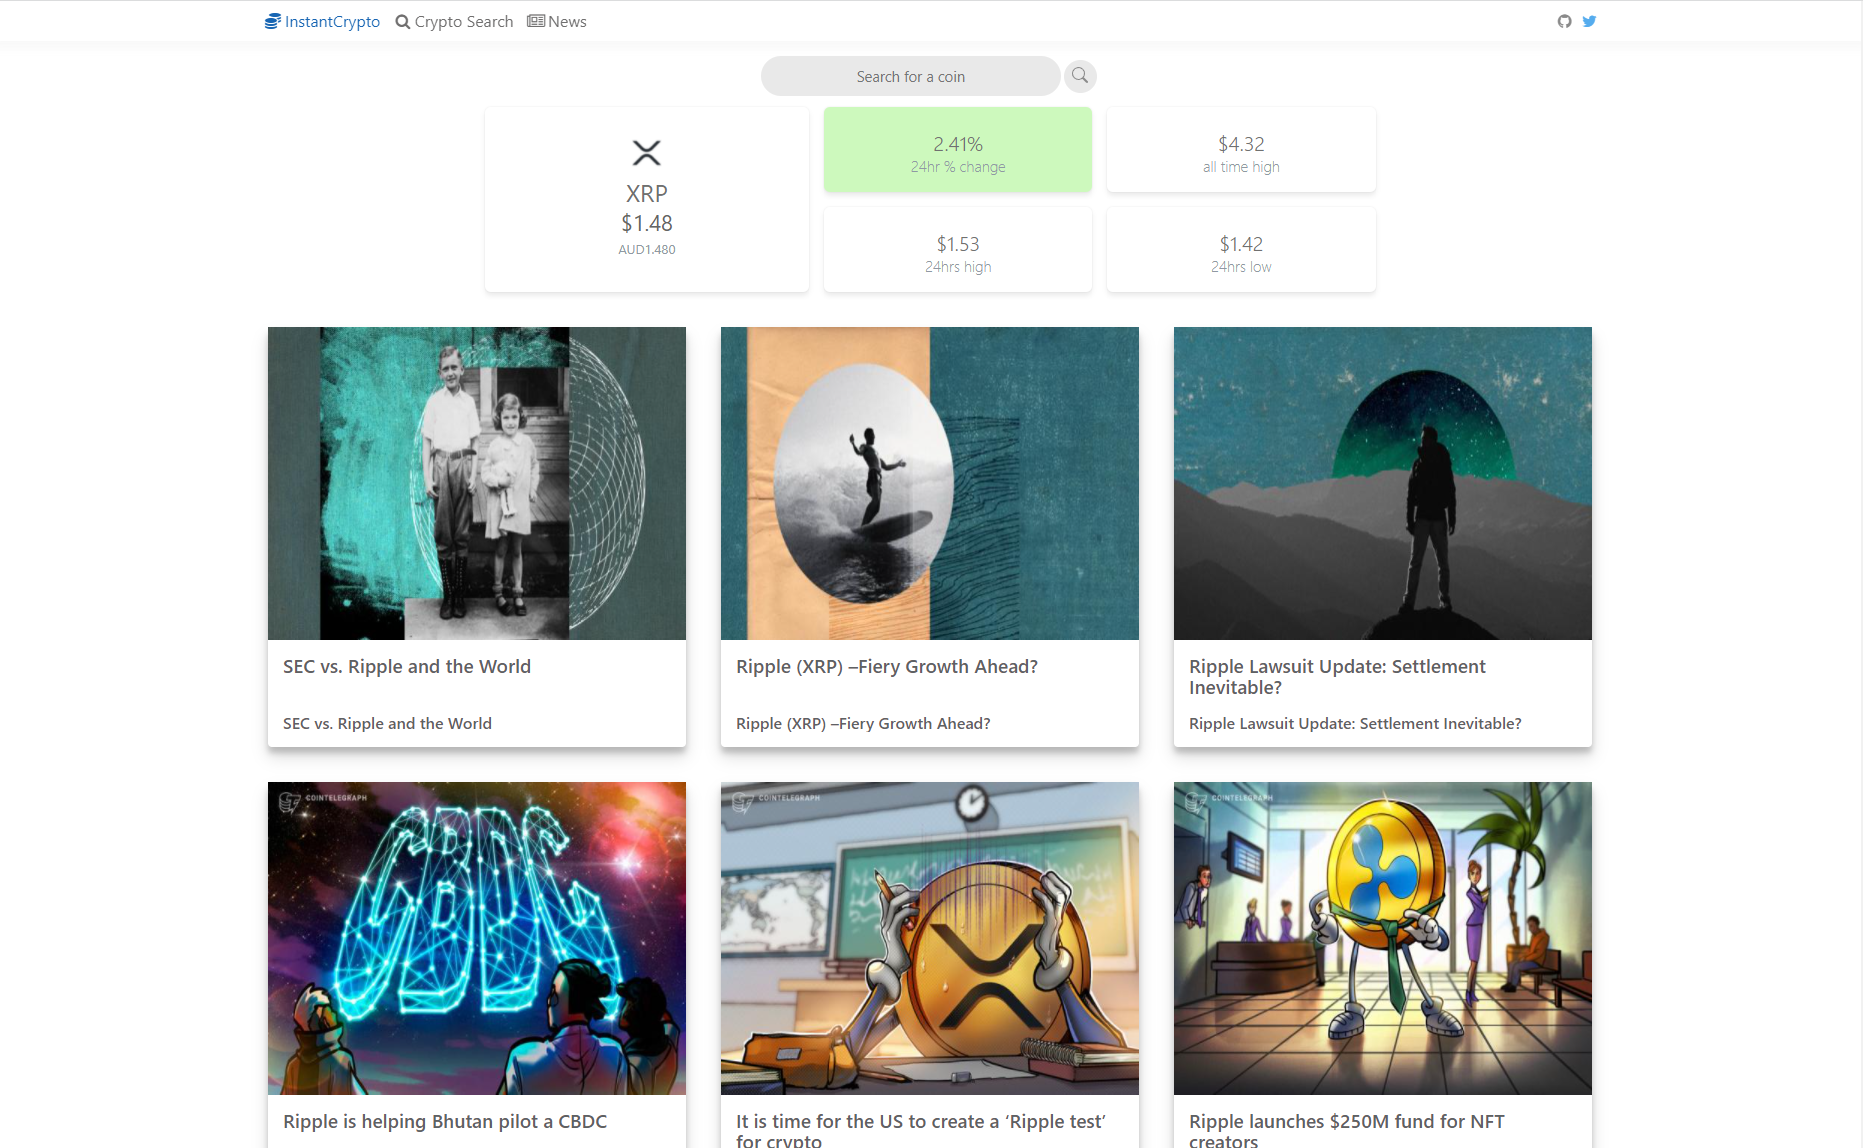 InstantCrypto Crypto Search News
Search for a coin
XRP
$1.48
AUD1.480
2.41%
24hr % change
$4.32
all time high
$1.53
24hrs high
$1.42
24hrs low
SEC vs. Ripple and the World
SEC vs. Ripple and the World
Ripple (XRP) –Fiery Growth Ahead?
Ripple (XRP) –Fiery Growth Ahead?
Ripple Lawsuit Update: Settlement
Inevitable?
Ripple Lawsuit Update: Settlement Inevitable?
COINTELEGRAPH
CBDC
Ripple is helping Bhutan pilot a CBDC
COINTELEGRAPH
It is time for the US to create a ‘Ripple test’
for crypto
COINTELEGRAPH
Ripple launches $250M fund for NFT
creators